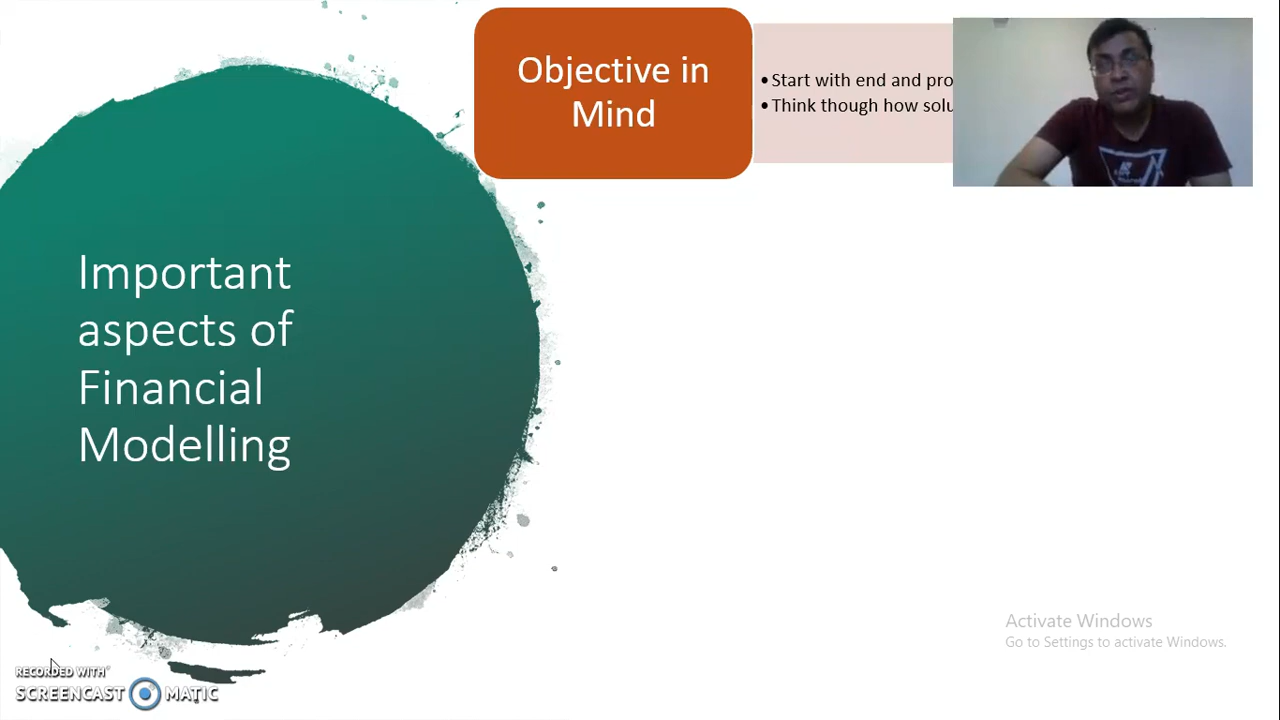 Objective in
Mind
• Start with end and pro
• Think though how solu
Important
aspects of
Financial
Modelling
Activate Windows
Go to Settings to activate Windows.
RECORDED WITH
SCREENCAST MATIC